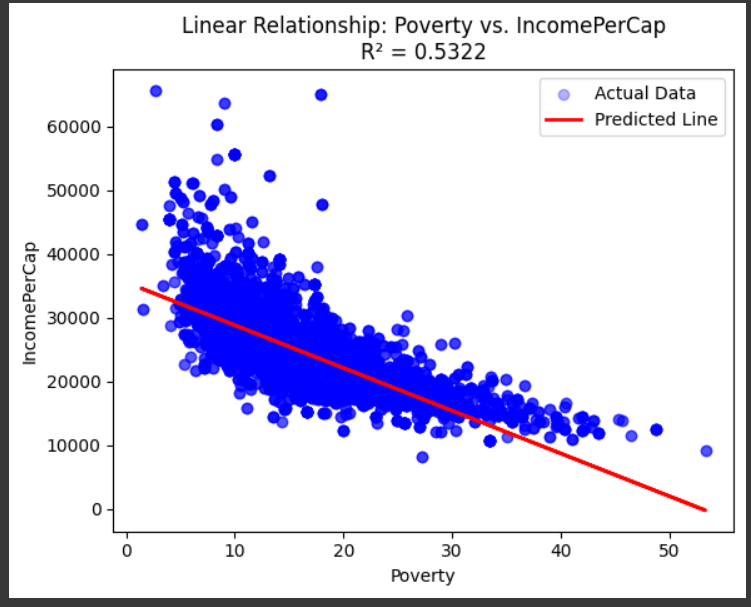 Linear Relationship: Poverty vs. IncomePerCap
R² = 0.5322
Actual Data
Predicted Line
IncomePerCap
60000
50000
40000
30000
20000
10000
0
0 10 20 30 40 50
Poverty